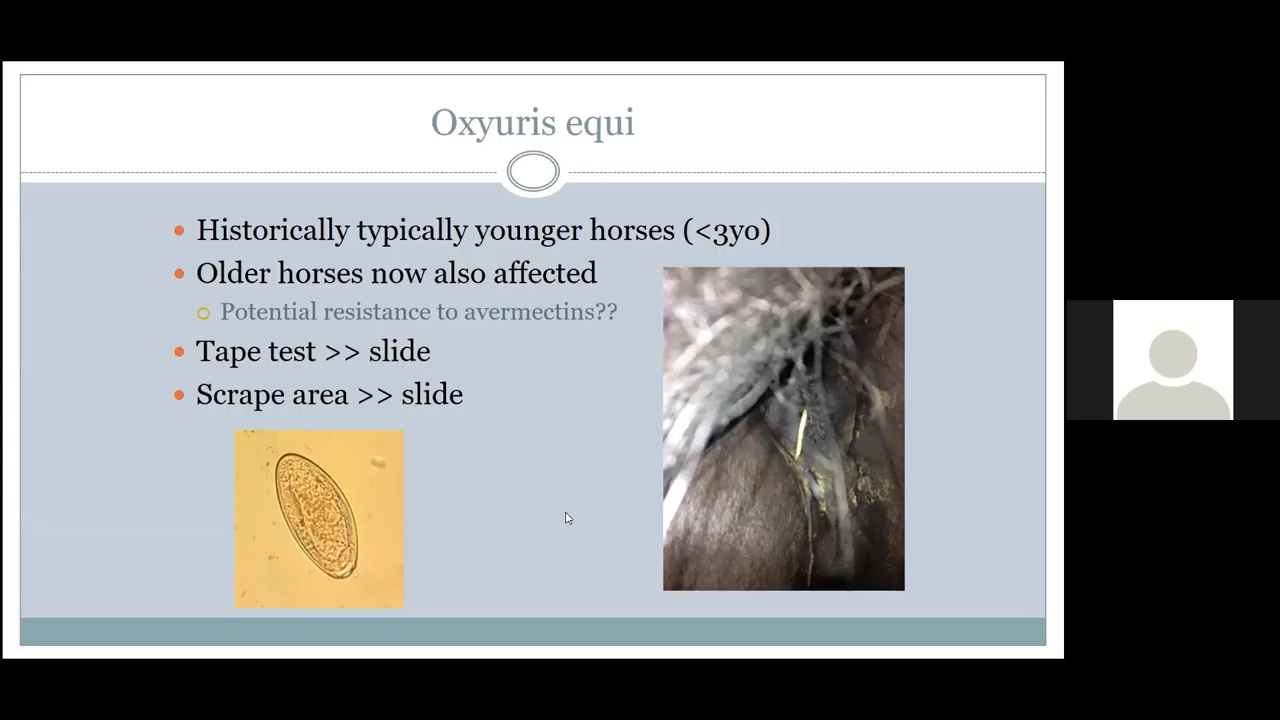 Oxyuris equi
Historically typically younger horses (<3yo)
Older horses now also affected
Potential resistance to avermectins??
Tape test >> slide
Scrape area >> slide